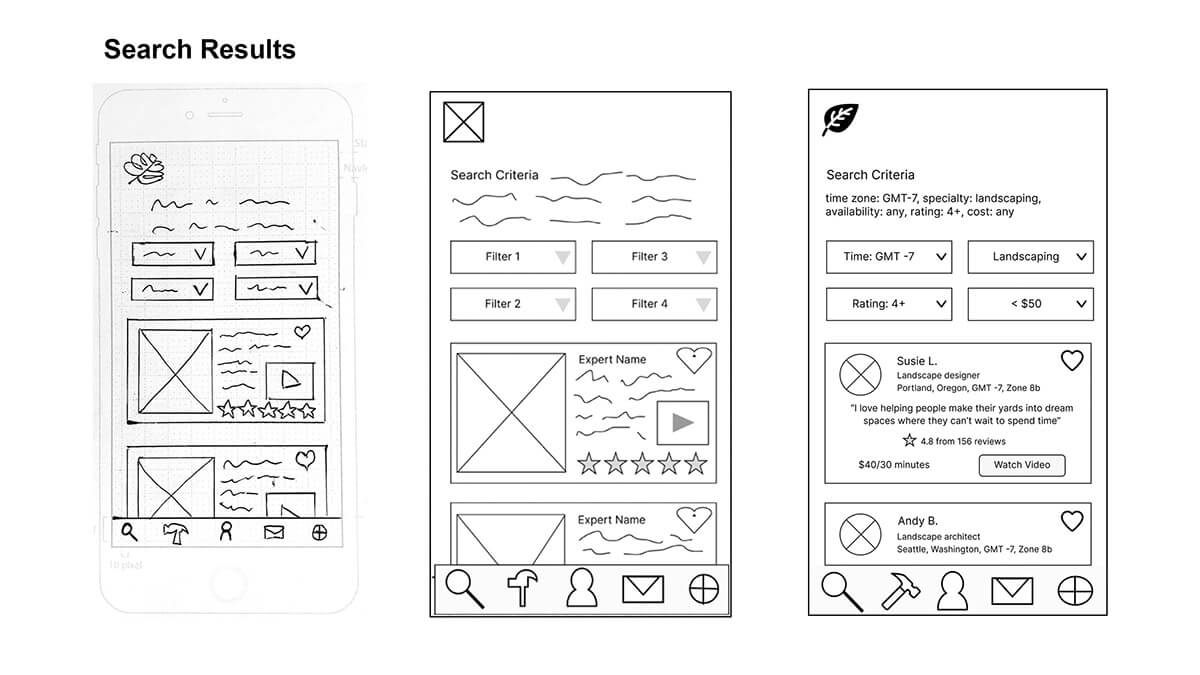 Search Results
10 pixel
Search Criteria
Filter 1
Filter 3
Filter 2
Filter 4
Expert Name
Expert Name
Search Criteria
time zone: GMT-7, specialty: landscaping,
availability: any, rating: 4+, cost: any
Time: GMT -7
Landscaping
Rating: 4+
< $50
Susie L.
Landscape designer
Portland, Oregon, GMT -7, Zone 8b
“I love helping people make their yards into dream
spaces where they can’t wait to spend time”
4.8 from 156 reviews
$40/30 minutes
Watch Video
Andy B.
Landscape architect
Seattle, Washington, GMT -7, Zone 8b